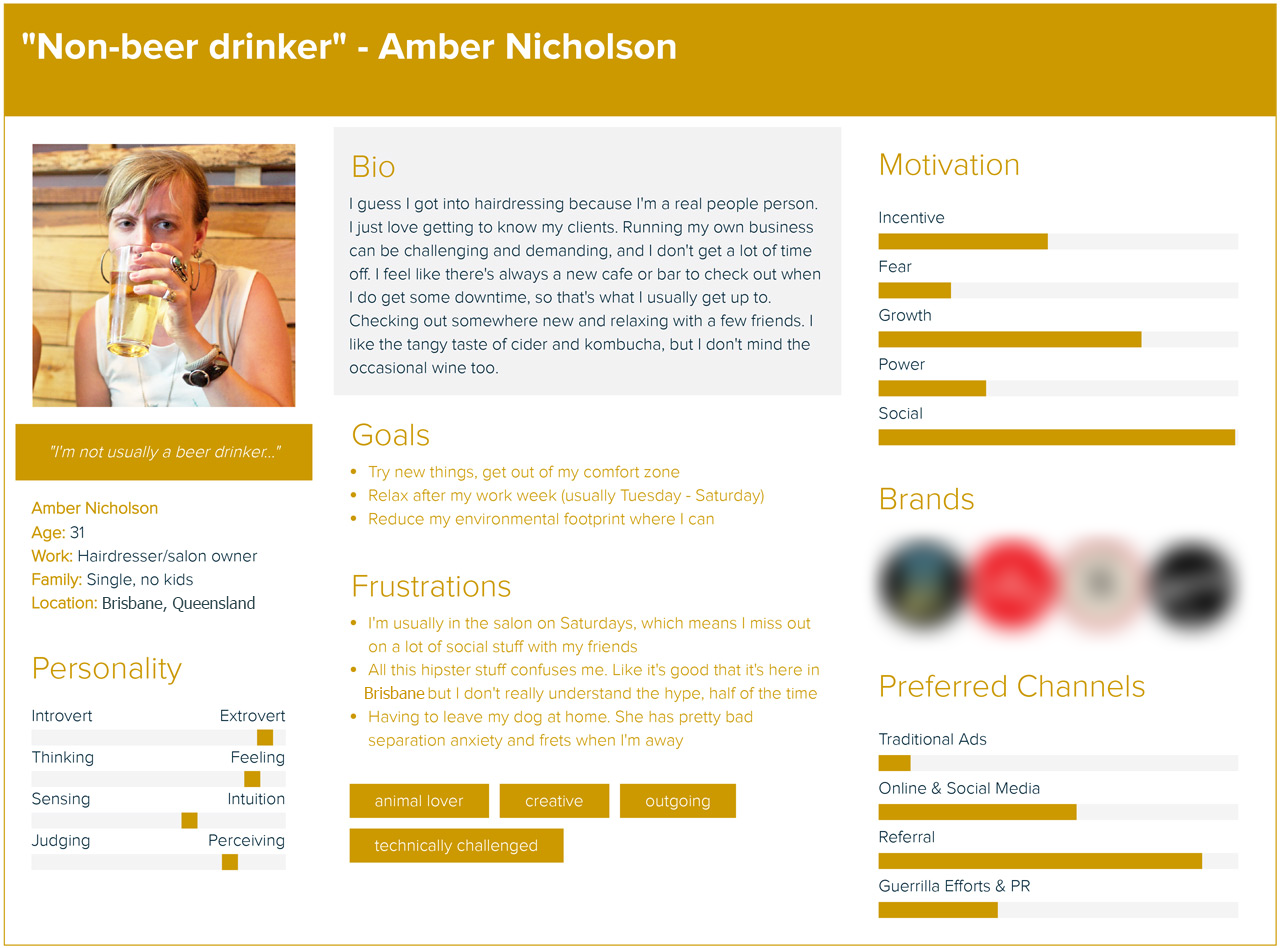 "Non-beer drinker" - Amber Nicholson
"I'm not usually a beer drinker..."
Amber Nicholson
Age: 31
Work: Hairdresser/salon owner
Family: Single, no kids
Location: Brisbane, Queensland
Personality
Introvert Extrovert
Thinking Feeling
Sensing Intuition
Judging Perceiving
Bio
I guess I got into hairdressing because I'm a real people person.
I just love getting to know my clients. Running my own business
can be challenging and demanding, and I don't get a lot of time
off. I feel like there's always a new cafe or bar to check out when
I do get some downtime, so that's what I usually get up to.
Checking out somewhere new and relaxing with a few friends. I
like the tangy taste of cider and kombucha, but I don't mind the
occasional wine too.
Goals
• Try new things, get out of my comfort zone
• Relax after my work week (usually Tuesday - Saturday)
• Reduce my environmental footprint where I can
Frustrations
• I'm usually in the salon on Saturdays, which means I miss out
on a lot of social stuff with my friends
• All this hipster stuff confuses me. Like it's good that it's here in
Brisbane but I don't really understand the hype, half of the time
• Having to leave my dog at home. She has pretty bad
separation anxiety and frets when I'm away
animal lover creative outgoing
technically challenged
Motivation
Incentive
Fear
Growth
Power
Social
Brands
Preferred Channels
Traditional Ads
Online & Social Media
Referral
Guerrilla Efforts & PR